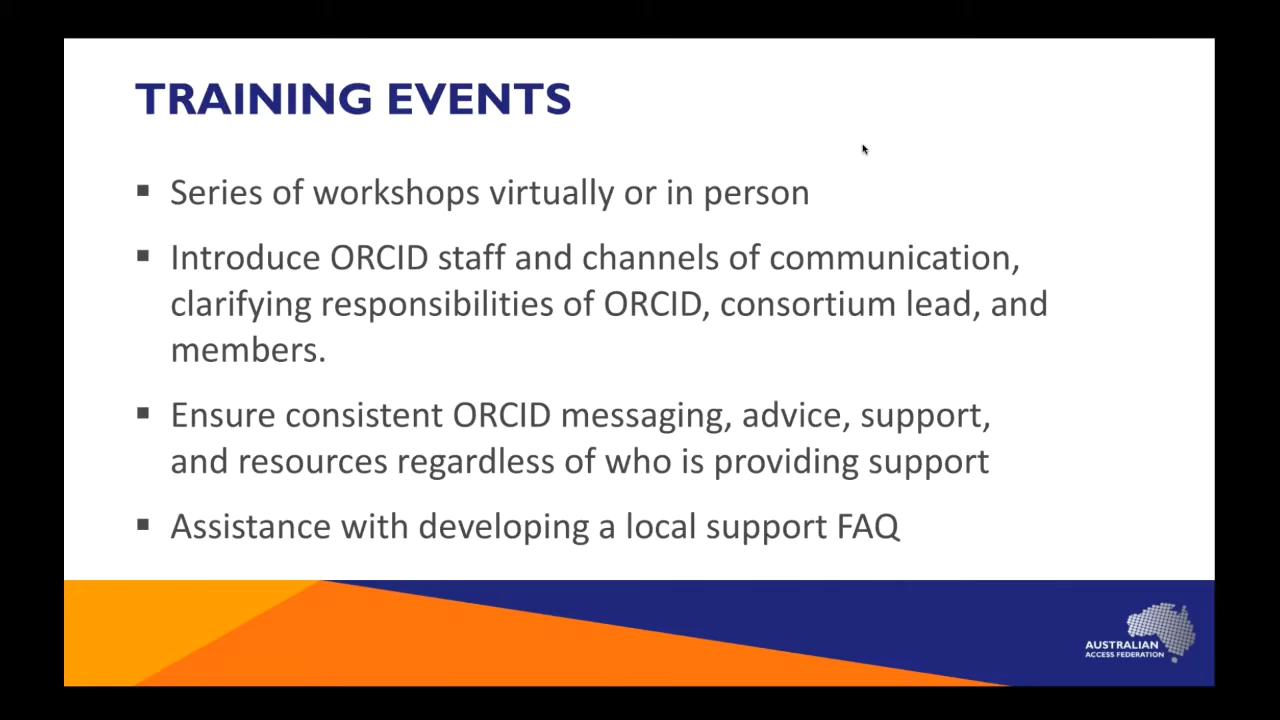 TRAINING EVENTS
▪ Series of workshops virtually or in person
▪ Introduce ORCID staff and channels of communication,
clarifying responsibilities of ORCID, consortium lead, and
members.
▪ Ensure consistent ORCID messaging, advice, support,
and resources regardless of who is providing support
▪ Assistance with developing a local support FAQ
AUSTRALIAN
ACCESS FEDERATION